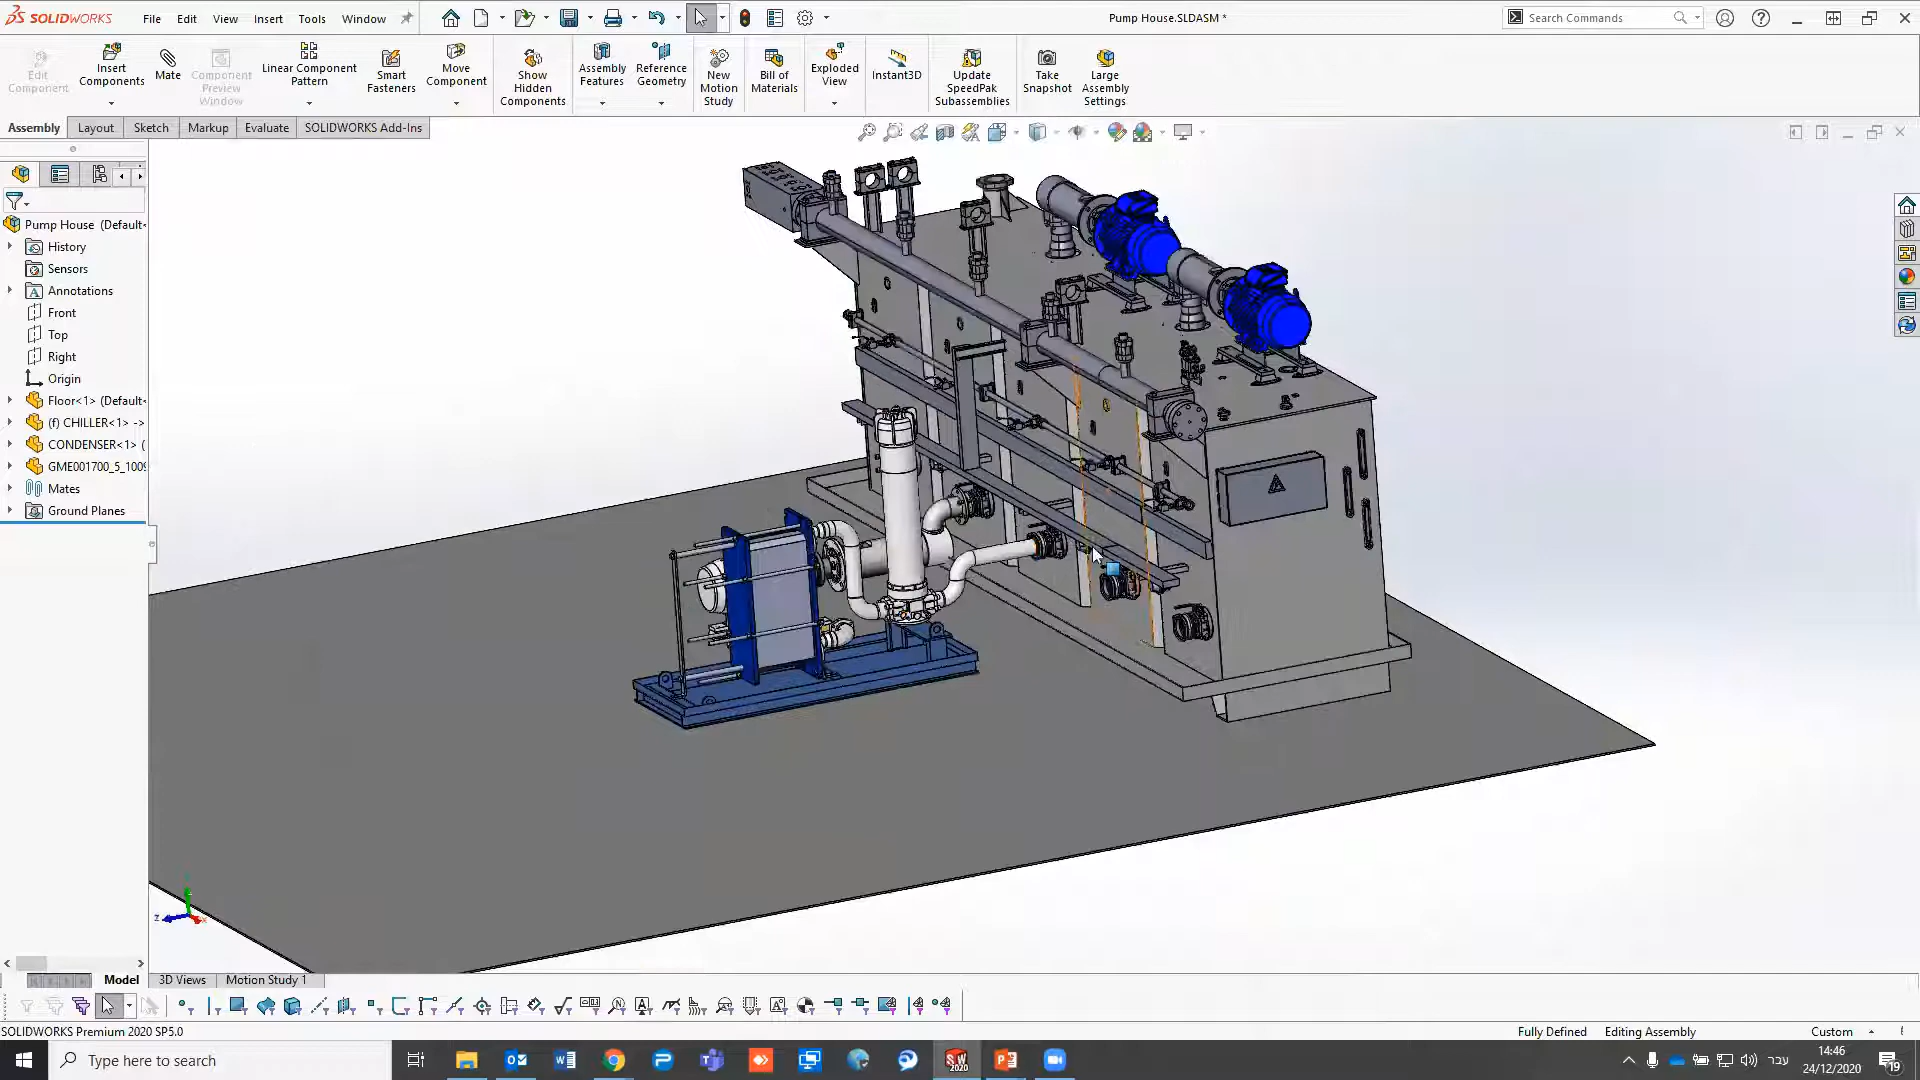 SOLIDWORKS
File Edit View Insert Tools Window
Pump House.SLDASM *
Search Commands
Edit Component
Insert Components
Mate
Component Preview Window
Linear Component Pattern
Smart Fasteners
Move Component
Show Hidden Components
Assembly Features
Reference Geometry
New Motion Study
Bill of Materials
Exploded View
Instant3D
Update SpeedPak Subassemblies
Take Snapshot
Large Assembly Settings
Assembly Layout Sketch Markup Evaluate SOLIDWORKS Add-Ins
Pump House (Default
History
Sensors
Annotations
Front
Top
Right
Origin
Floor<1> (Default
(f) CHILLER<1> ->
CONDENSER<1> (
GME001700_5_1009
Mates
Ground Planes
Z
Model 3D Views Motion Study 1
SOLIDWORKS Premium 2020 SP5.0
Fully Defined Editing Assembly Custom
Type here to search
SW 2020
עבר
14:46
24/12/2020
19